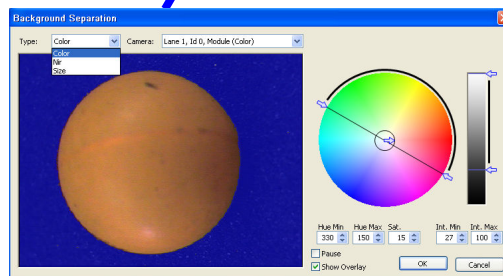 Background Separation
Type: Color Camera: Lane 1, Id 0, Module (Color)
Color
Nir
Size
Hue Min Hue Max Sat. Int. Min Int. Max
330 150 15 27 100
Pause
Show Overlay OK Cancel